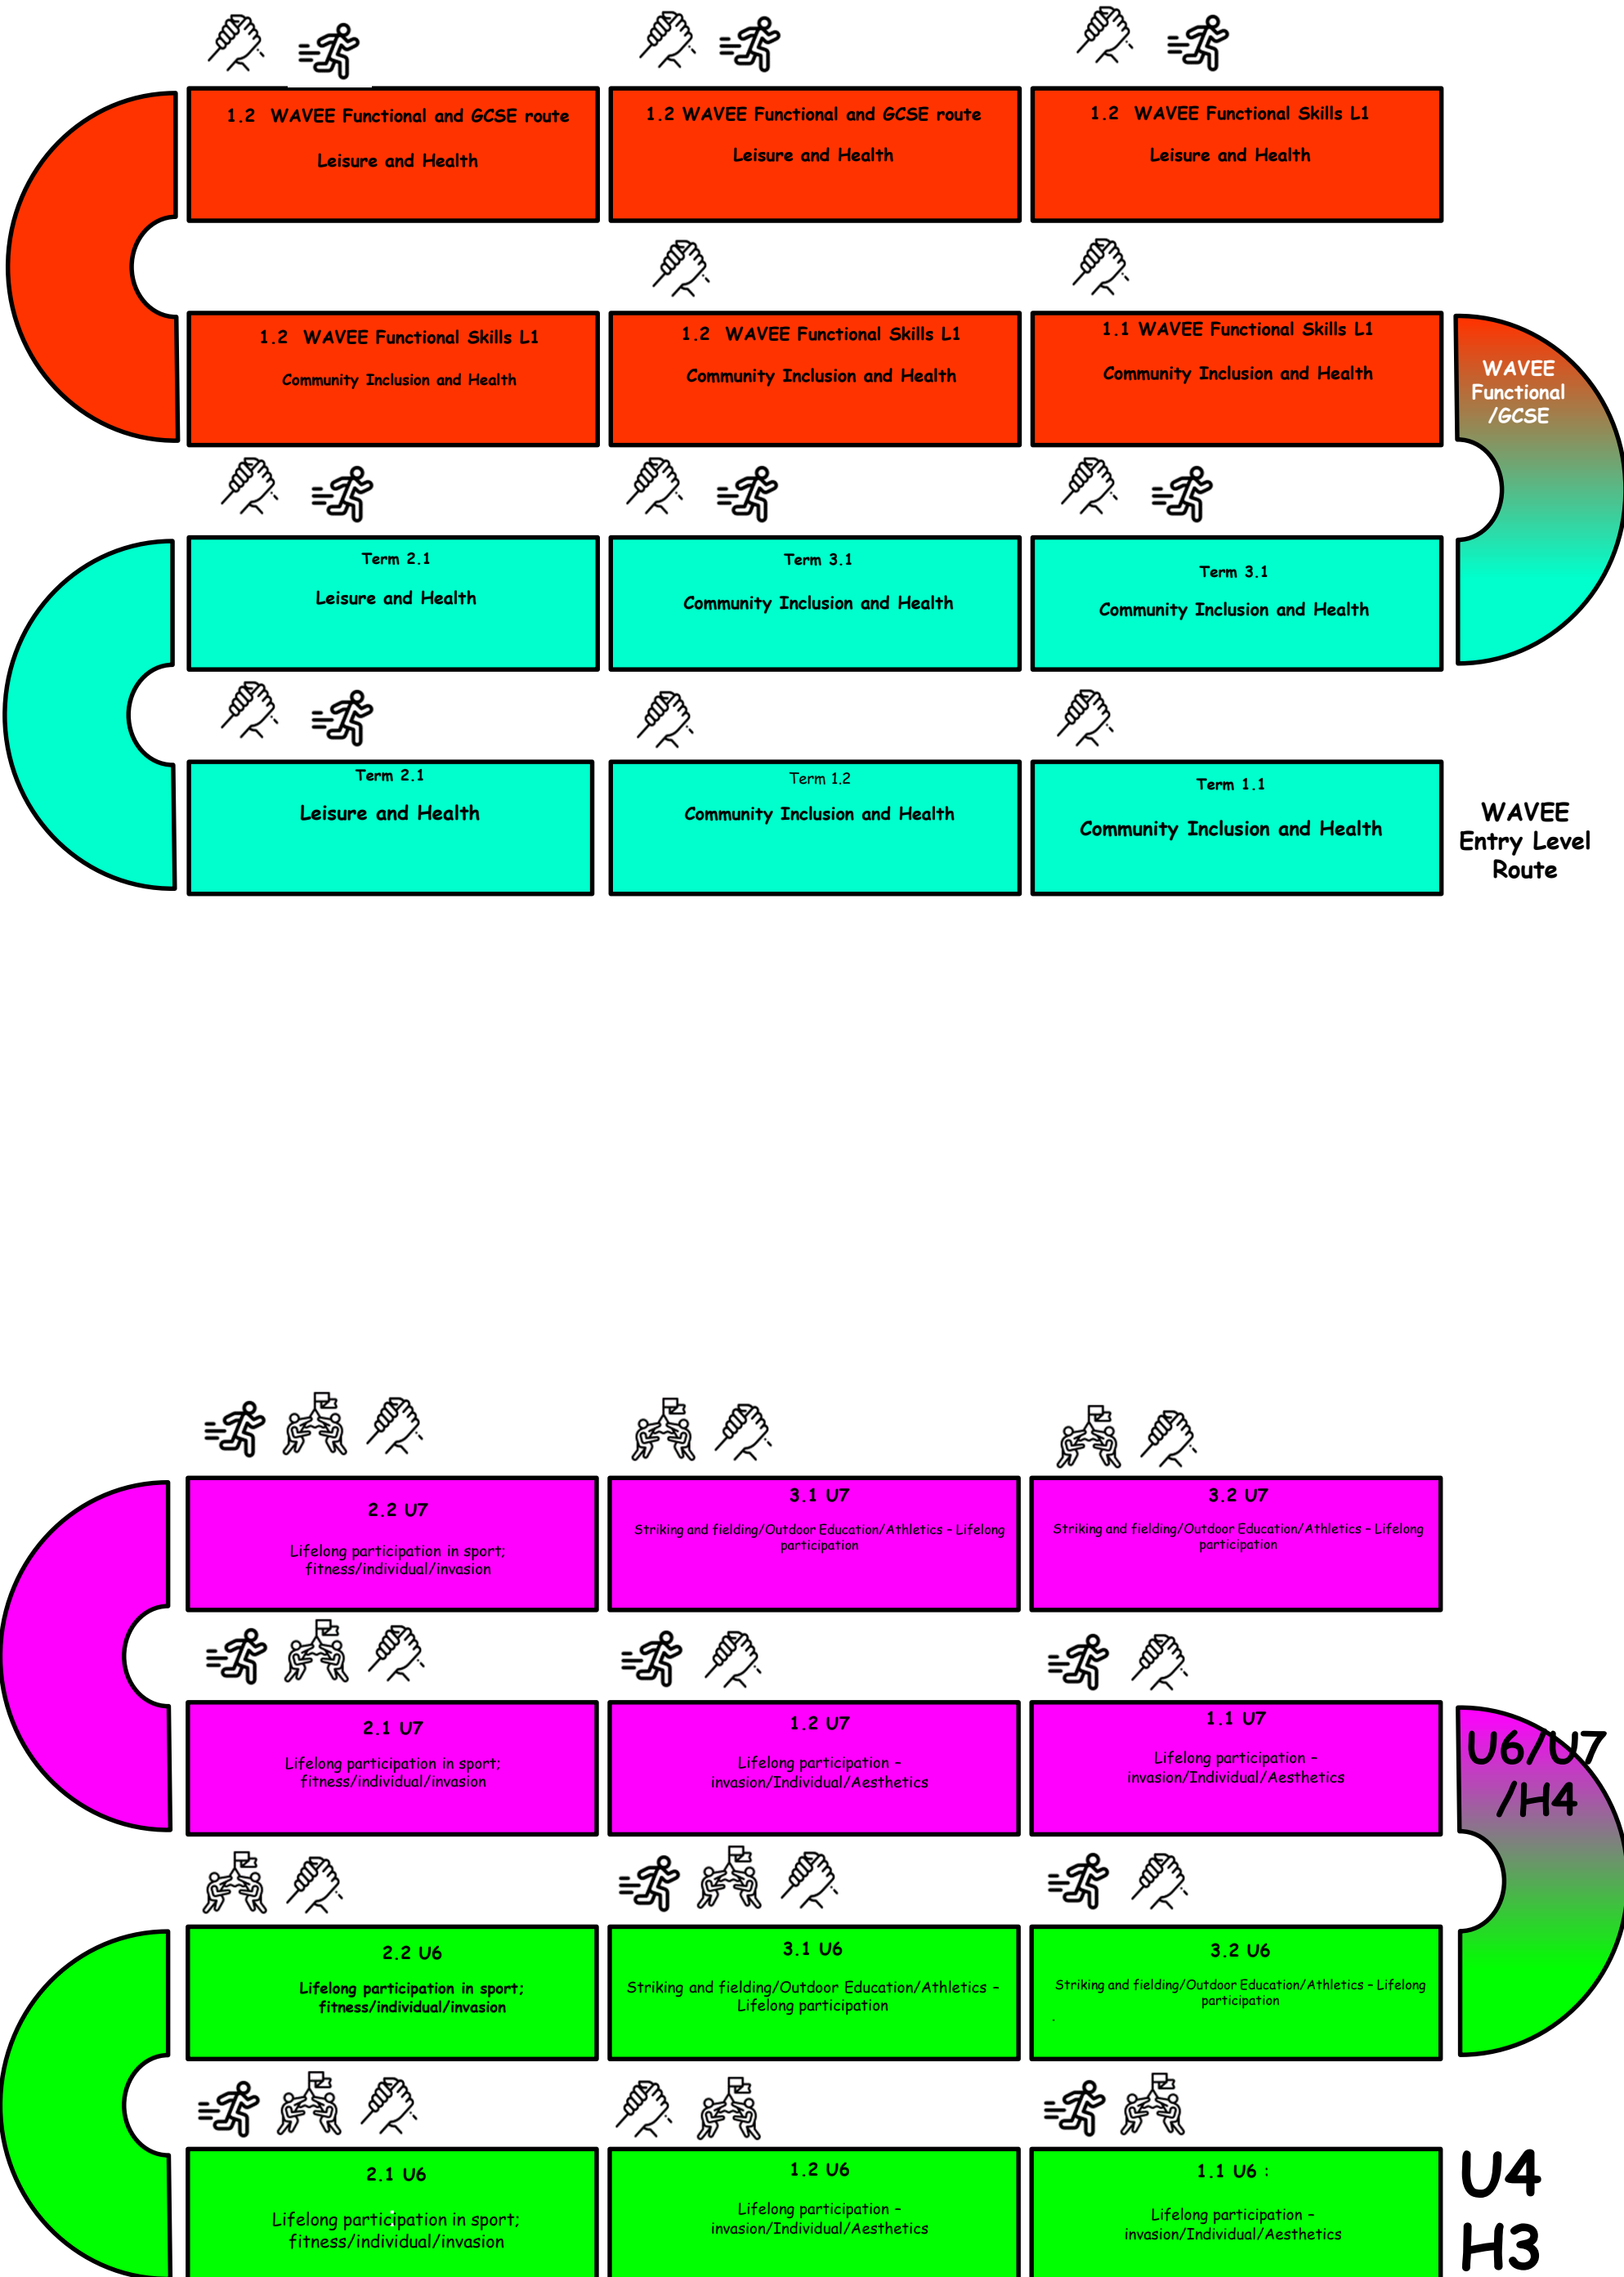 1.2 WAVEE Functional and GCSE route
Leisure and Health
1.2 WAVEE Functional and GCSE route
Leisure and Health
1.2 WAVEE Functional Skills L1
Leisure and Health
1.2 WAVEE Functional Skills L1
Community Inclusion and Health
1.2 WAVEE Functional Skills L1
Community Inclusion and Health
1.1 WAVEE Functional Skills L1
Community Inclusion and Health
WAVEE
Functional
/GCSE
Term 2.1
Leisure and Health
Term 3.1
Community Inclusion and Health
Term 3.1
Community Inclusion and Health
Term 2.1
Leisure and Health
Term 1.2
Community Inclusion and Health
Term 1.1
Community Inclusion and Health
WAVEE
Entry Level
Route
2.2 U7
Lifelong participation in sport;
fitness/individual/invasion
3.1 U7
Striking and fielding/Outdoor Education/Athletics – Lifelong
participation
3.2 U7
Striking and fielding/Outdoor Education/Athletics – Lifelong
participation
2.1 U7
Lifelong participation in sport;
fitness/individual/invasion
1.2 U7
Lifelong participation –
invasion/Individual/Aesthetics
1.1 U7
Lifelong participation –
invasion/Individual/Aesthetics
U6/U7
/H4
2.2 U6
Lifelong participation in sport;
fitness/individual/invasion
3.1 U6
Striking and fielding/Outdoor Education/Athletics –
Lifelong participation
3.2 U6
Striking and fielding/Outdoor Education/Athletics – Lifelong
participation
.
2.1 U6
Lifelong participation in sport;
fitness/individual/invasion
1.2 U6
Lifelong participation –
invasion/Individual/Aesthetics
1.1 U6 :
Lifelong participation –
invasion/Individual/Aesthetics
U4
H3